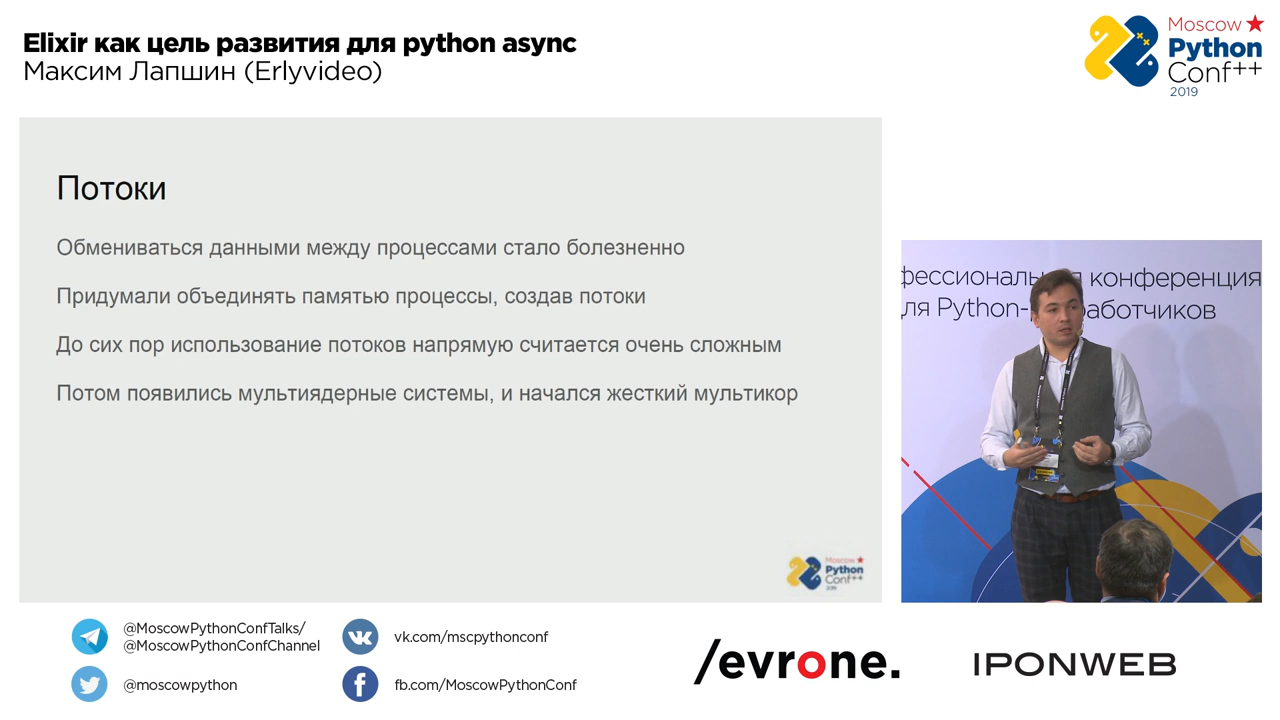 Elixir как цель развития для python async
Максим Лапшин (Erlyvideo)
Moscow
Python
Conf++
2019
Потоки
Обмениваться данными между процессами стало болезненно
Придумали объединять памятью процессы, создав потоки
До сих пор использование потоков напрямую считается очень сложным
Потом появились мультиядерные системы, и начался жесткий мультикор
Moscow
Python
Conf++
2019
конференция
Python-
@MoscowPythonConfTalks/
@MoscowPythonConfChannel
vk.com/mscpythonconf
@moscowpython
fb.com/MoscowPythonConf
/evrone.
IPONWEB